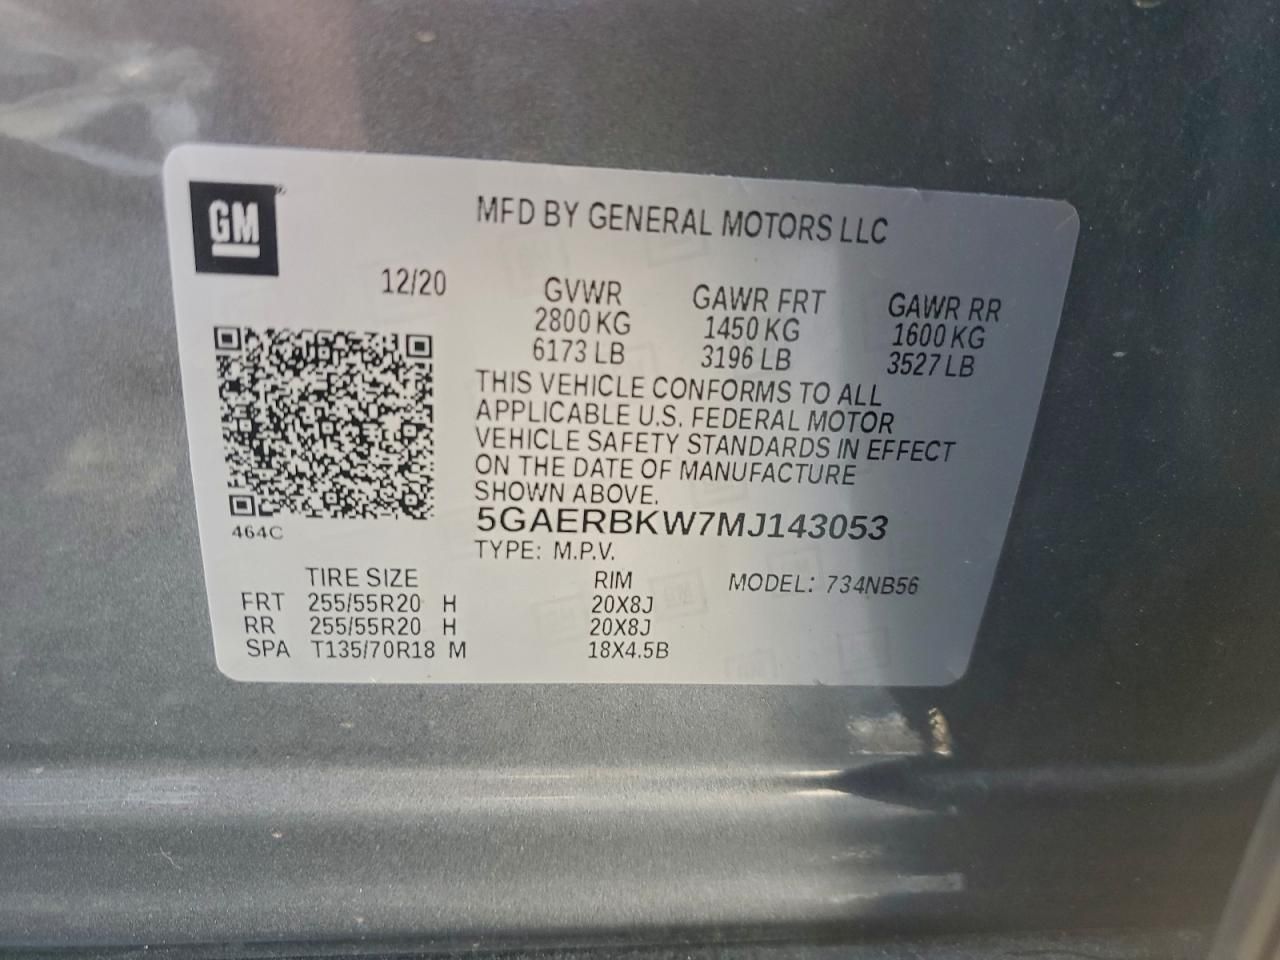 GM
MFD BY GENERAL MOTORS LLC
12/20
GVWR GAWR FRT GAWR RR
2800 KG 1450 KG 1600 KG
6173 LB 3196 LB 3527 LB
THIS VEHICLE CONFORMS TO ALL
APPLICABLE U.S. FEDERAL MOTOR
VEHICLE SAFETY STANDARDS IN EFFECT
ON THE DATE OF MANUFACTURE
SHOWN ABOVE.
464C
5GAERBKW7MJ143053
TYPE: M.P.V.
TIRE SIZE RIM MODEL: 734NB56
FRT 255/55R20 H 20X8J
RR 255/55R20 H 20X8J
SPA T135/70R18 M 18X4.5B